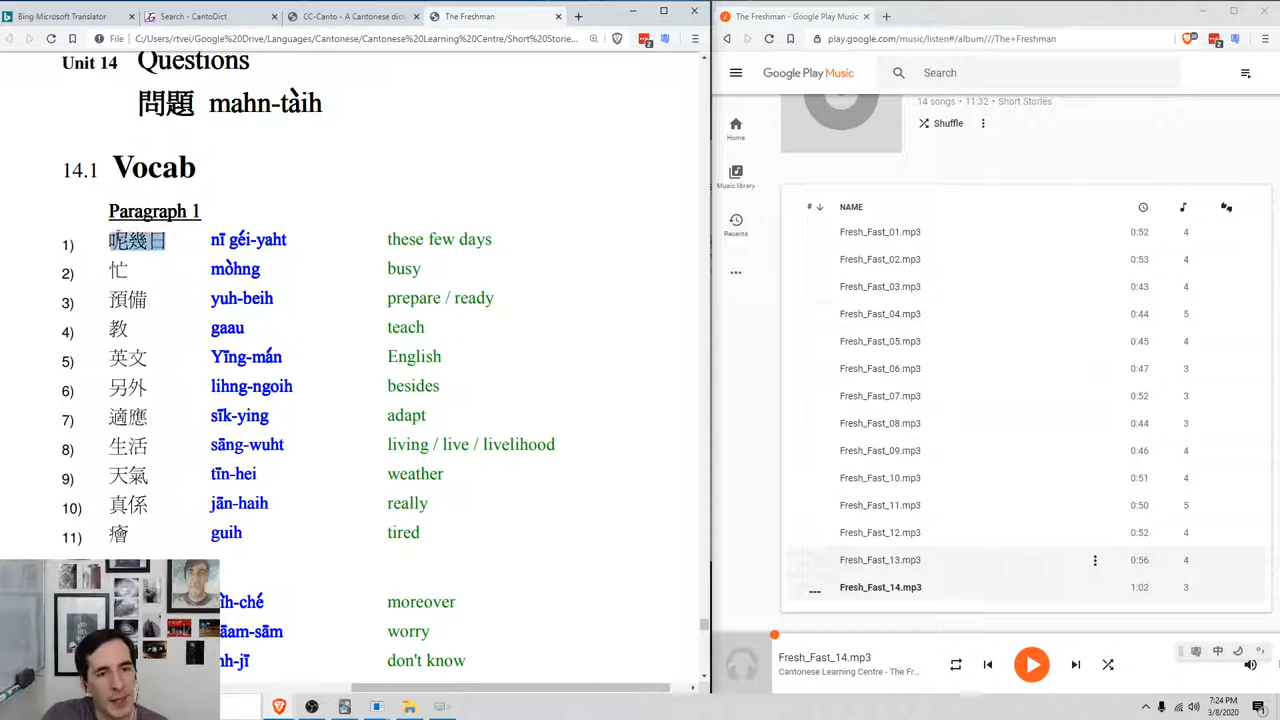 Bing Microsoft Translator
Search - CantoDict
CC-Canto - A Cantonese dict
The Freshman
File
C:/Users/rtvei/Google%20Drive/Languages/Cantonese/Cantonese%20Learning%20Centre/Short%20Storie...
Unit 14 Questions
問題 mahn-tàih
14.1 Vocab
Paragraph 1
1) 呢幾日 nī géi-yaht these few days
2) 忙 mòhng busy
3) 預備 yuh-beih prepare / ready
4) 教 gaau teach
5) 英文 Yīng-mán English
6) 另外 lihng-ngoih besides
7) 適應 sīk-ying adapt
8) 生活 sāng-wuht living / live / livelihood
9) 天氣 tīn-hei weather
10) 真係 jān-haih really
11) 癐 guih tired
ìh-ché moreover
āam-sām worry
h-jī don't know
The Freshman - Google Play Music
play.google.com/music/listen#/album///The+Freshman
Google Play Music
Search
14 songs • 11:32 • Short Stories
Shuffle
Home
Music library
Recents
# NAME
Fresh_Fast_01.mp3 0:52 4
Fresh_Fast_02.mp3 0:53 4
Fresh_Fast_03.mp3 0:43 4
Fresh_Fast_04.mp3 0:44 5
Fresh_Fast_05.mp3 0:45 4
Fresh_Fast_06.mp3 0:47 3
Fresh_Fast_07.mp3 0:52 3
Fresh_Fast_08.mp3 0:44 3
Fresh_Fast_09.mp3 0:46 4
Fresh_Fast_10.mp3 0:51 4
Fresh_Fast_11.mp3 0:50 5
Fresh_Fast_12.mp3 0:52 4
Fresh_Fast_13.mp3 0:56 4
Fresh_Fast_14.mp3 1:02 3
Fresh_Fast_14.mp3
Cantonese Learning Centre - The Fr...
中
7:24 PM
3/8/2020